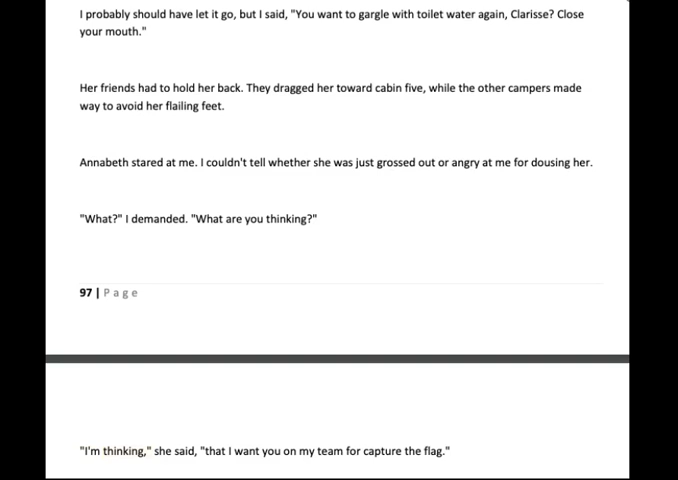 I probably should have let it go, but I said, "You want to gargle with toilet water again, Clarisse? Close
your mouth."
Her friends had to hold her back. They dragged her toward cabin five, while the other campers made
way to avoid her flailing feet.
Annabeth stared at me. I couldn't tell whether she was just grossed out or angry at me for dousing her.
"What?" I demanded. "What are you thinking?"
97 | P a g e
"I'm thinking," she said, "that I want you on my team for capture the flag."